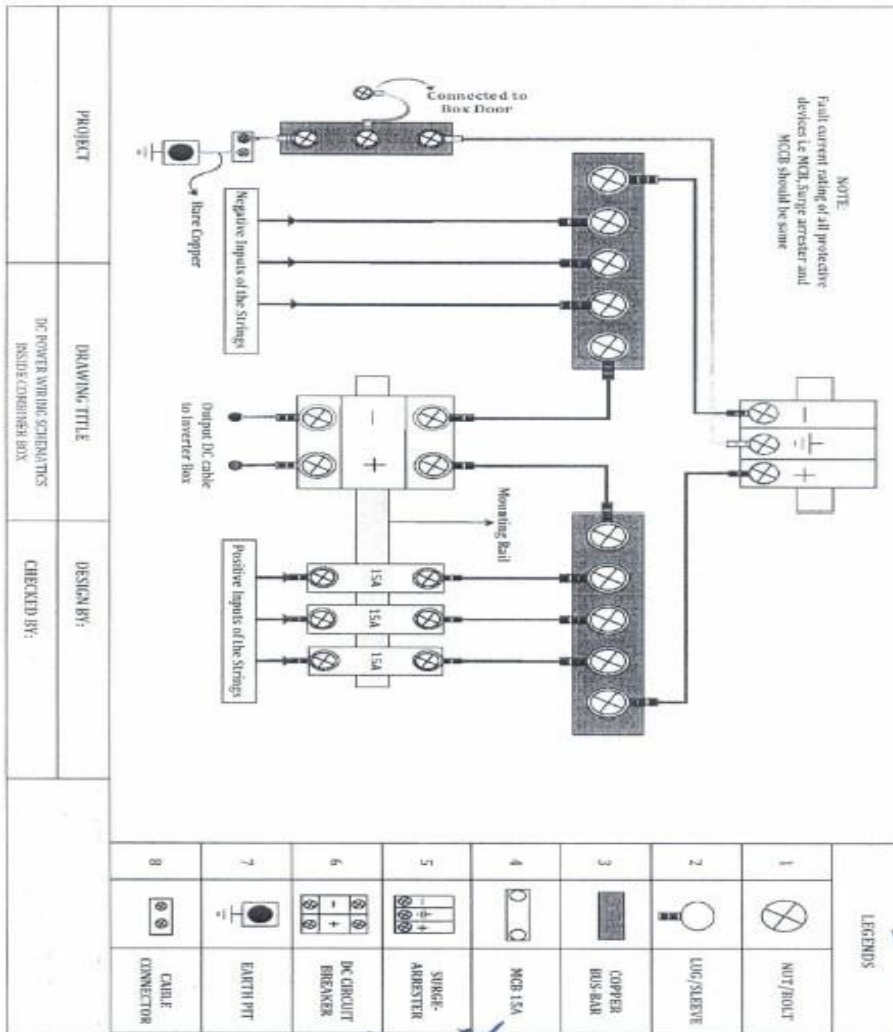 NOTE:
Fault current rating of all protective
devices i.e MCB, Surge arrester and
MCCB should be same
Connected to
Box Door
Bare Copper
Negative Inputs of the Strings
Output DC cable
to Inverter Box
Mounting Rail
Positive Inputs of the Strings
-
+
-
+
15A
15A
15A
LEGENDS
1
NUT/BOLT
2
LUG/SLEEVE
3
COPPER
BUS-BAR
4
MCB 15A
5
SURGE-
ARRESTER
6
- +
DC CIRCUIT
BREAKER
7
EARTH PIT
8
CABLE
CONNECTOR
PROJECT
DRAWING TITLE
DC POWER WIRING SCHEMATICS
INSIDE COMBINER BOX
DESIGN BY:
CHECKED BY: